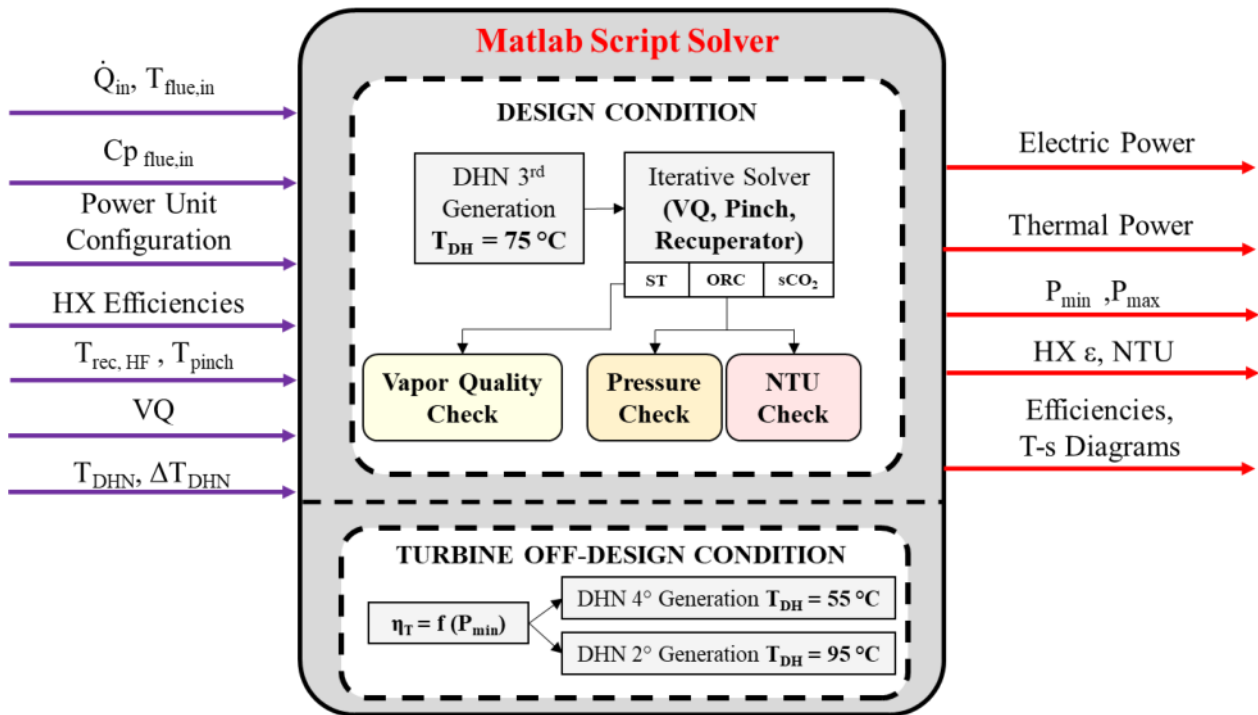 Matlab Script Solver
Q̇in, Tflue,in
Cp flue,in
Power Unit
Configuration
HX Efficiencies
Trec, HF , Tpinch
VQ
TDHN, ΔTDHN
DESIGN CONDITION
DHN 3rd
Generation
TDH = 75 °C
Iterative Solver
(VQ, Pinch,
Recuperator)
ST
ORC
sCO2
Vapor Quality
Check
Pressure
Check
NTU
Check
TURBINE OFF-DESIGN CONDITION
ηT = f (Pmin)
DHN 4° Generation TDH = 55 °C
DHN 2° Generation TDH = 95 °C
Electric Power
Thermal Power
Pmin ,Pmax
HX ε, NTU
Efficiencies,
T-s Diagrams